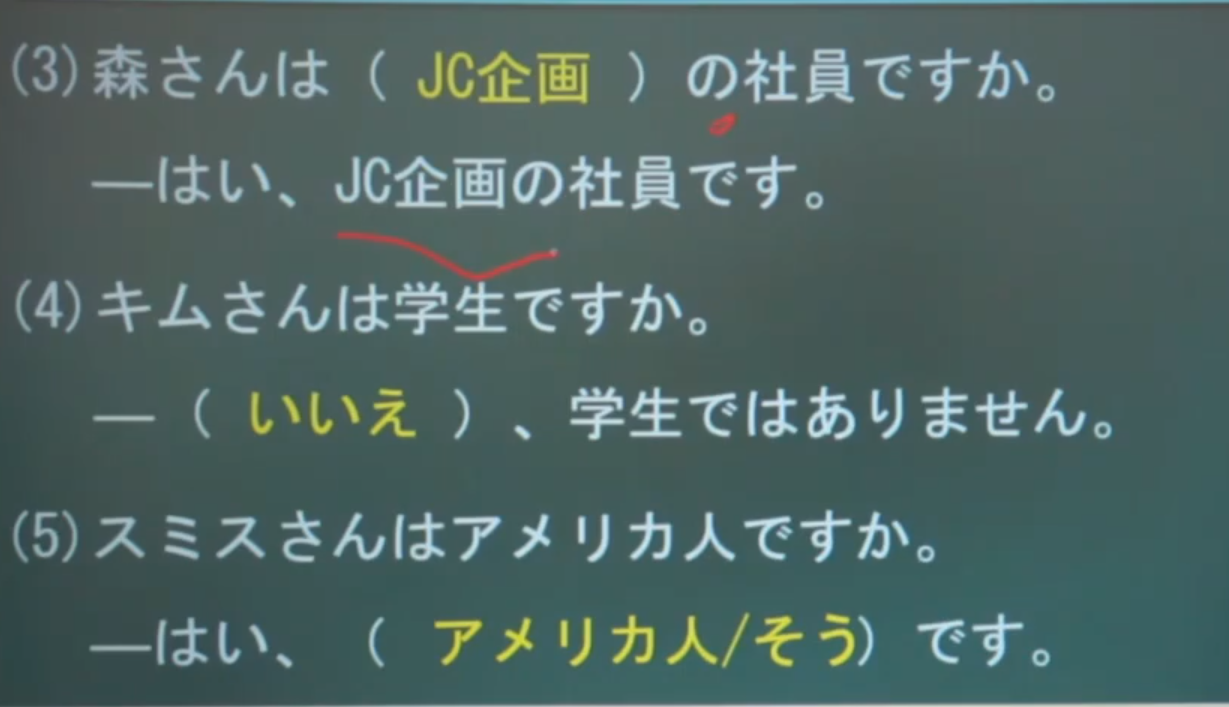 (3)森さんは（ JC企画 ）の社員ですか。
―はい、JC企画の社員です。
(4)キムさんは学生ですか。
―（ いいえ ）、学生ではありません。
(5)スミスさんはアメリカ人ですか。
―はい、（ アメリカ人/そう）です。